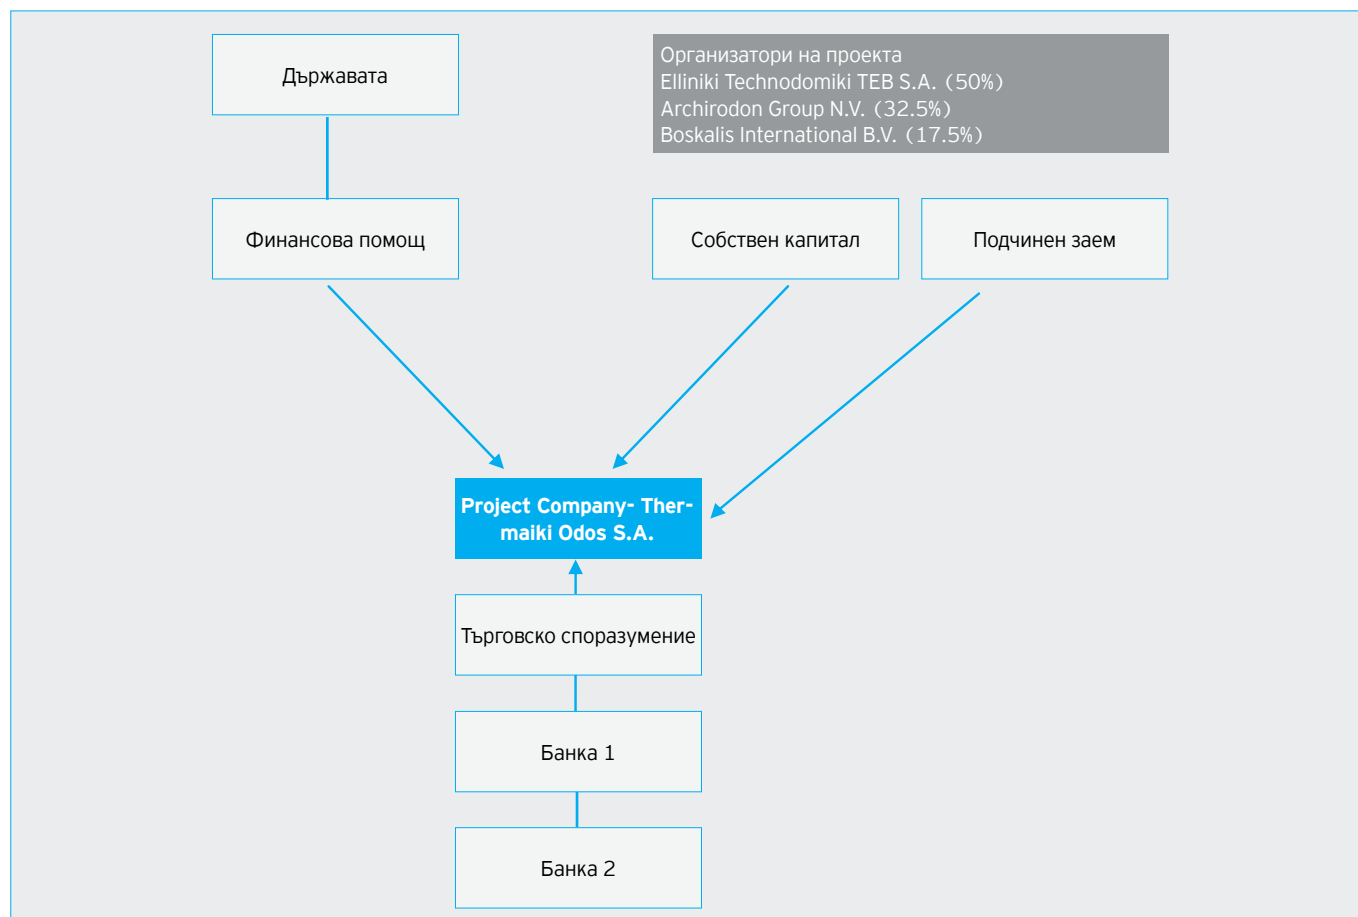 Държавата
Организатори на проекта
Elliniki Technodomiki TEB S.A. (50%)
Archirodon Group N.V. (32.5%)
Boskalis International B.V. (17.5%)
Финансова помощ
Собствен капитал
Подчинен заем
Project Company- Ther-
maiki Odos S.A.
Търговско споразумение
Банка 1
Банка 2